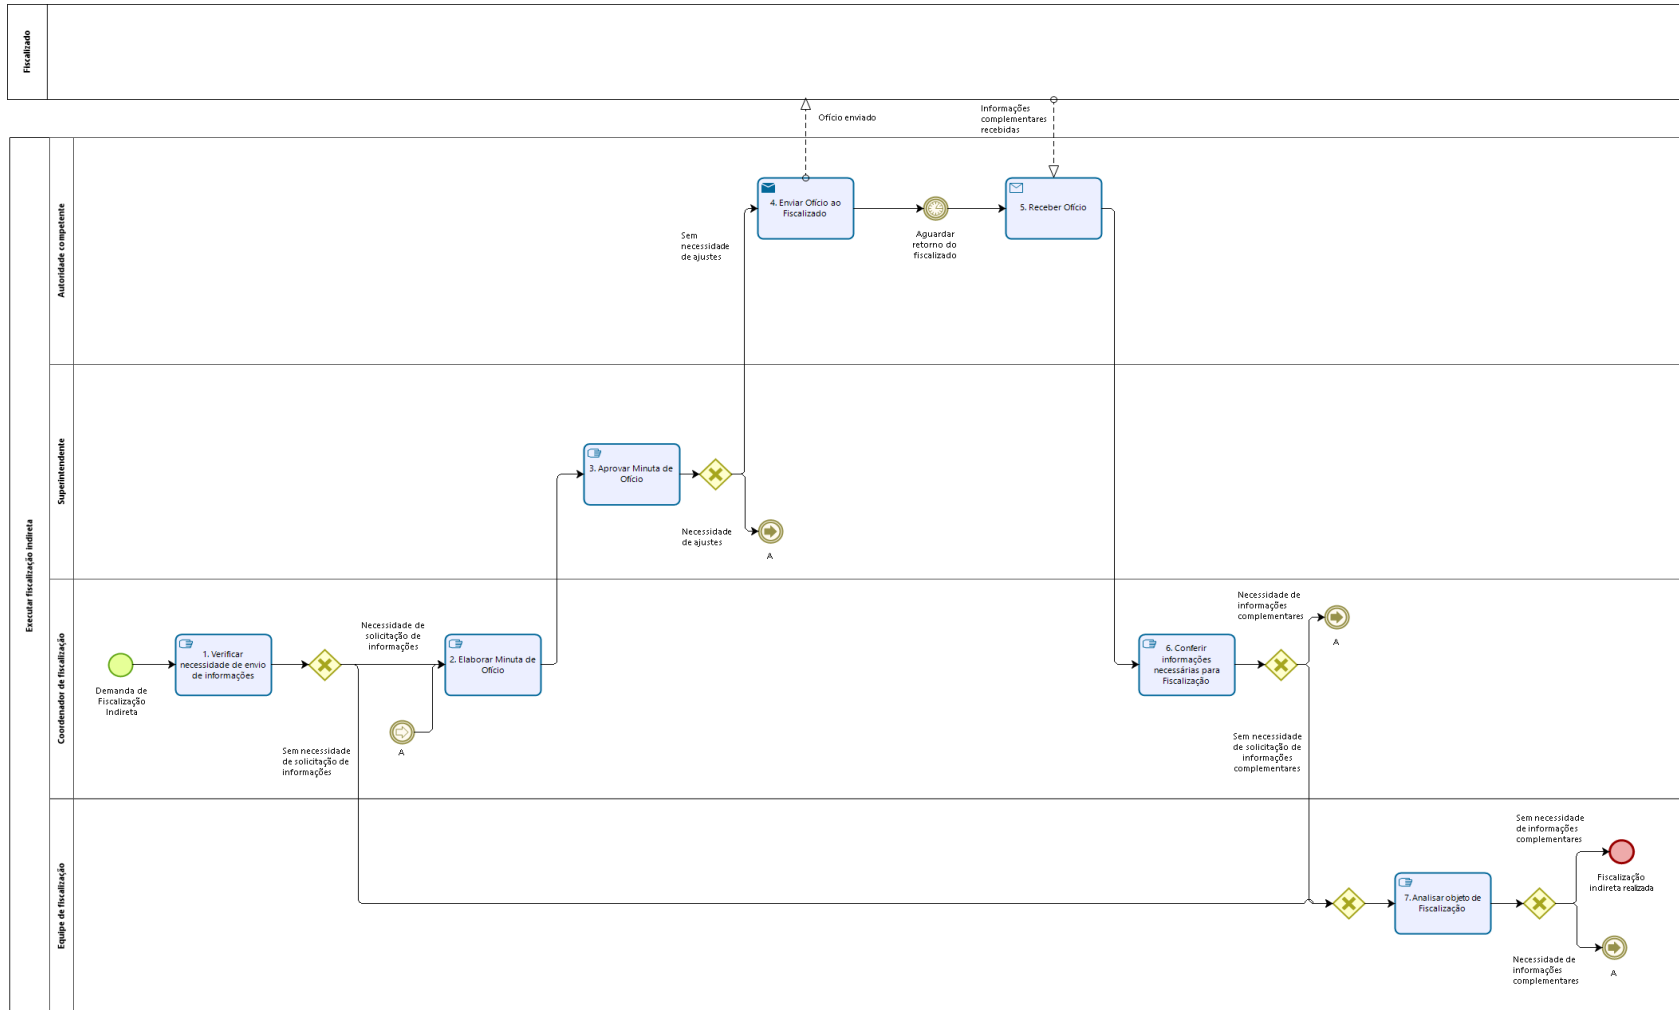 Fiscalizado
Ofício enviado
Informações
complementares
recebidas
Executar fiscalização indireta
Autoridade competente
4. Enviar Ofício ao
Fiscalizado
Aguardar
retorno do
fiscalizado
5. Receber Ofício
Sem
necessidade
de ajustes
Superintendente
3. Aprovar Minuta de
Ofício
Necessidade
de ajustes
A
Coordenador de fiscalização
Demanda de
Fiscalização
Indireta
1. Verificar
necessidade de envio
de informações
Necessidade de
solicitação de
informações
Sem necessidade
de solicitação de
informações
A
2. Elaborar Minuta de
Ofício
6. Conferir
informações
necessárias para
Fiscalização
Necessidade de
informações
complementares
A
Sem necessidade
de solicitação de
informações
complementares
Equipe de fiscalização
7. Analisar objeto de
Fiscalização
Sem necessidade
de informações
complementares
Fiscalização
indireta realizada
Necessidade de
informações
complementares
A